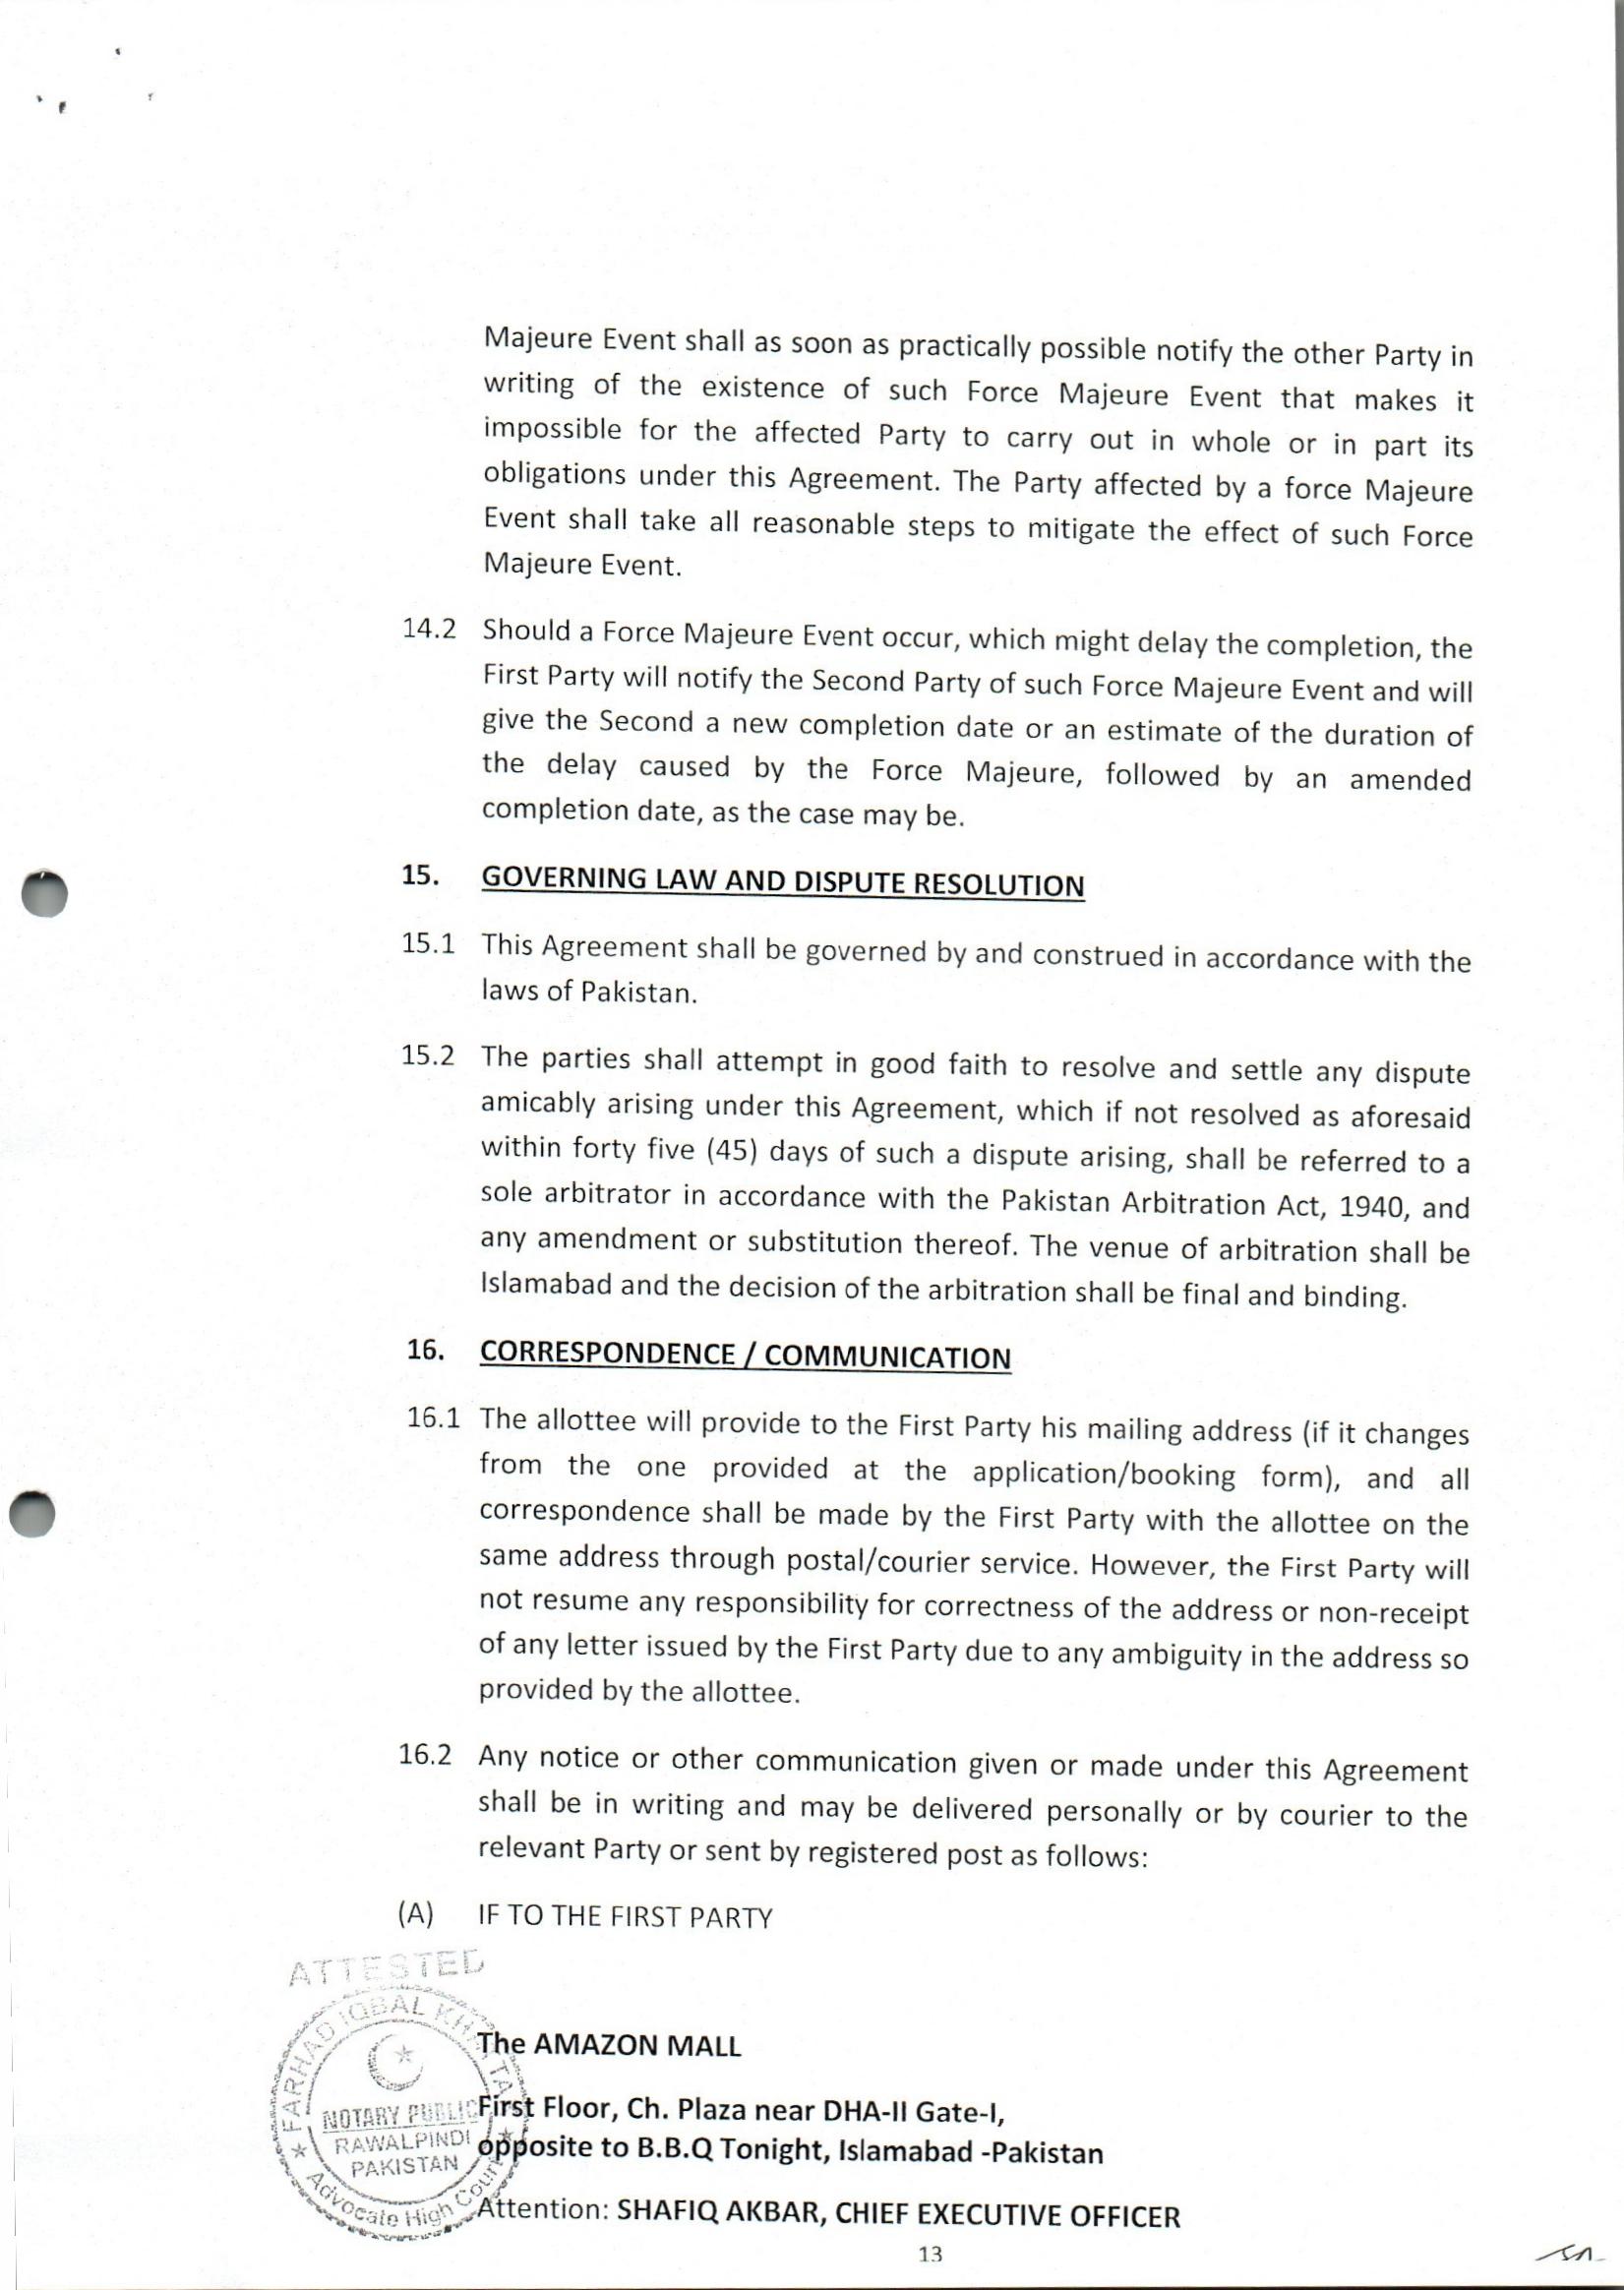 Majeure Event shall as soon as practically possible notify the other Party in
writing of the existence of such Force Majeure Event that makes it
impossible for the affected Party to carry out in whole or in part its
obligations under this Agreement. The Party affected by a force Majeure
Event shall take all reasonable steps to mitigate the effect of such Force
Majeure Event.
14.2 Should a Force Majeure Event occur, which might delay the completion, the
First Party will notify the Second Party of such Force Majeure Event and will
give the Second a new completion date or an estimate of the duration of
the delay caused by the Force Majeure, followed by an amended
completion date, as the case may be.
15. GOVERNING LAW AND DISPUTE RESOLUTION
15.1 This Agreement shall be governed by and construed in accordance with the
laws of Pakistan.
15.2 The parties shall attempt in good faith to resolve and settle any dispute
amicably arising under this Agreement, which if not resolved as aforesaid
within forty five (45) days of such a dispute arising, shall be referred to a
sole arbitrator in accordance with the Pakistan Arbitration Act, 1940, and
any amendment or substitution thereof. The venue of arbitration shall be
Islamabad and the decision of the arbitration shall be final and binding.
16. CORRESPONDENCE / COMMUNICATION
16.1 The allottee will provide to the First Party his mailing address (if it changes
from the one provided at the application/booking form), and all
correspondence shall be made by the First Party with the allottee on the
same address through postal/courier service. However, the First Party will
not resume any responsibility for correctness of the address or non-receipt
of any letter issued by the First Party due to any ambiguity in the address so
provided by the allottee.
16.2 Any notice or other communication given or made under this Agreement
shall be in writing and may be delivered personally or by courier to the
relevant Party or sent by registered post as follows:
(A) IF TO THE FIRST PARTY
ATTESTED
FARHAD IQBAL
NOTARY PUBLIC
RAWALPINDI
PAKISTAN
Advocate High Court
The AMAZON MALL
First Floor, Ch. Plaza near DHA-II Gate-I,
opposite to B.B.Q Tonight, Islamabad -Pakistan
Attention: SHAFIQ AKBAR, CHIEF EXECUTIVE OFFICER
13